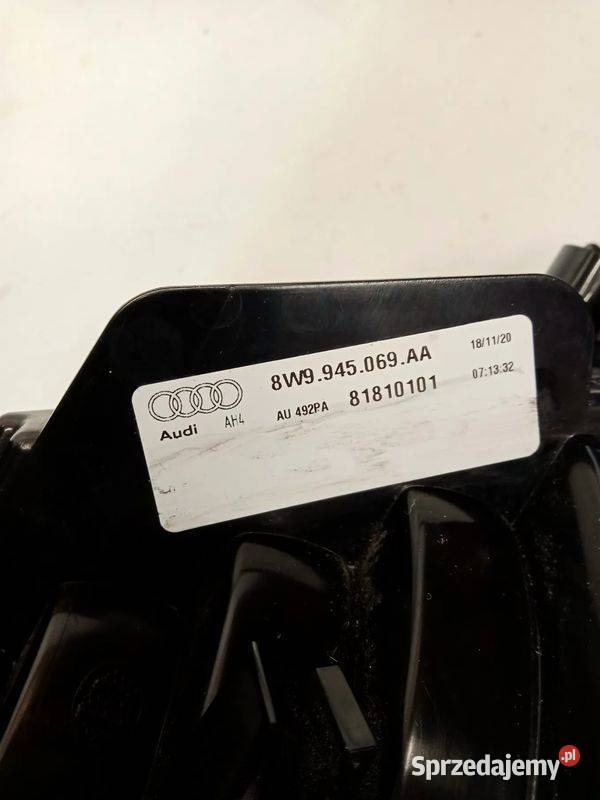 8W9.945.069.AA 18/11/20
Audi AH4 AU 492PA 81810101 07:13:32
Sprzedajemy.pl